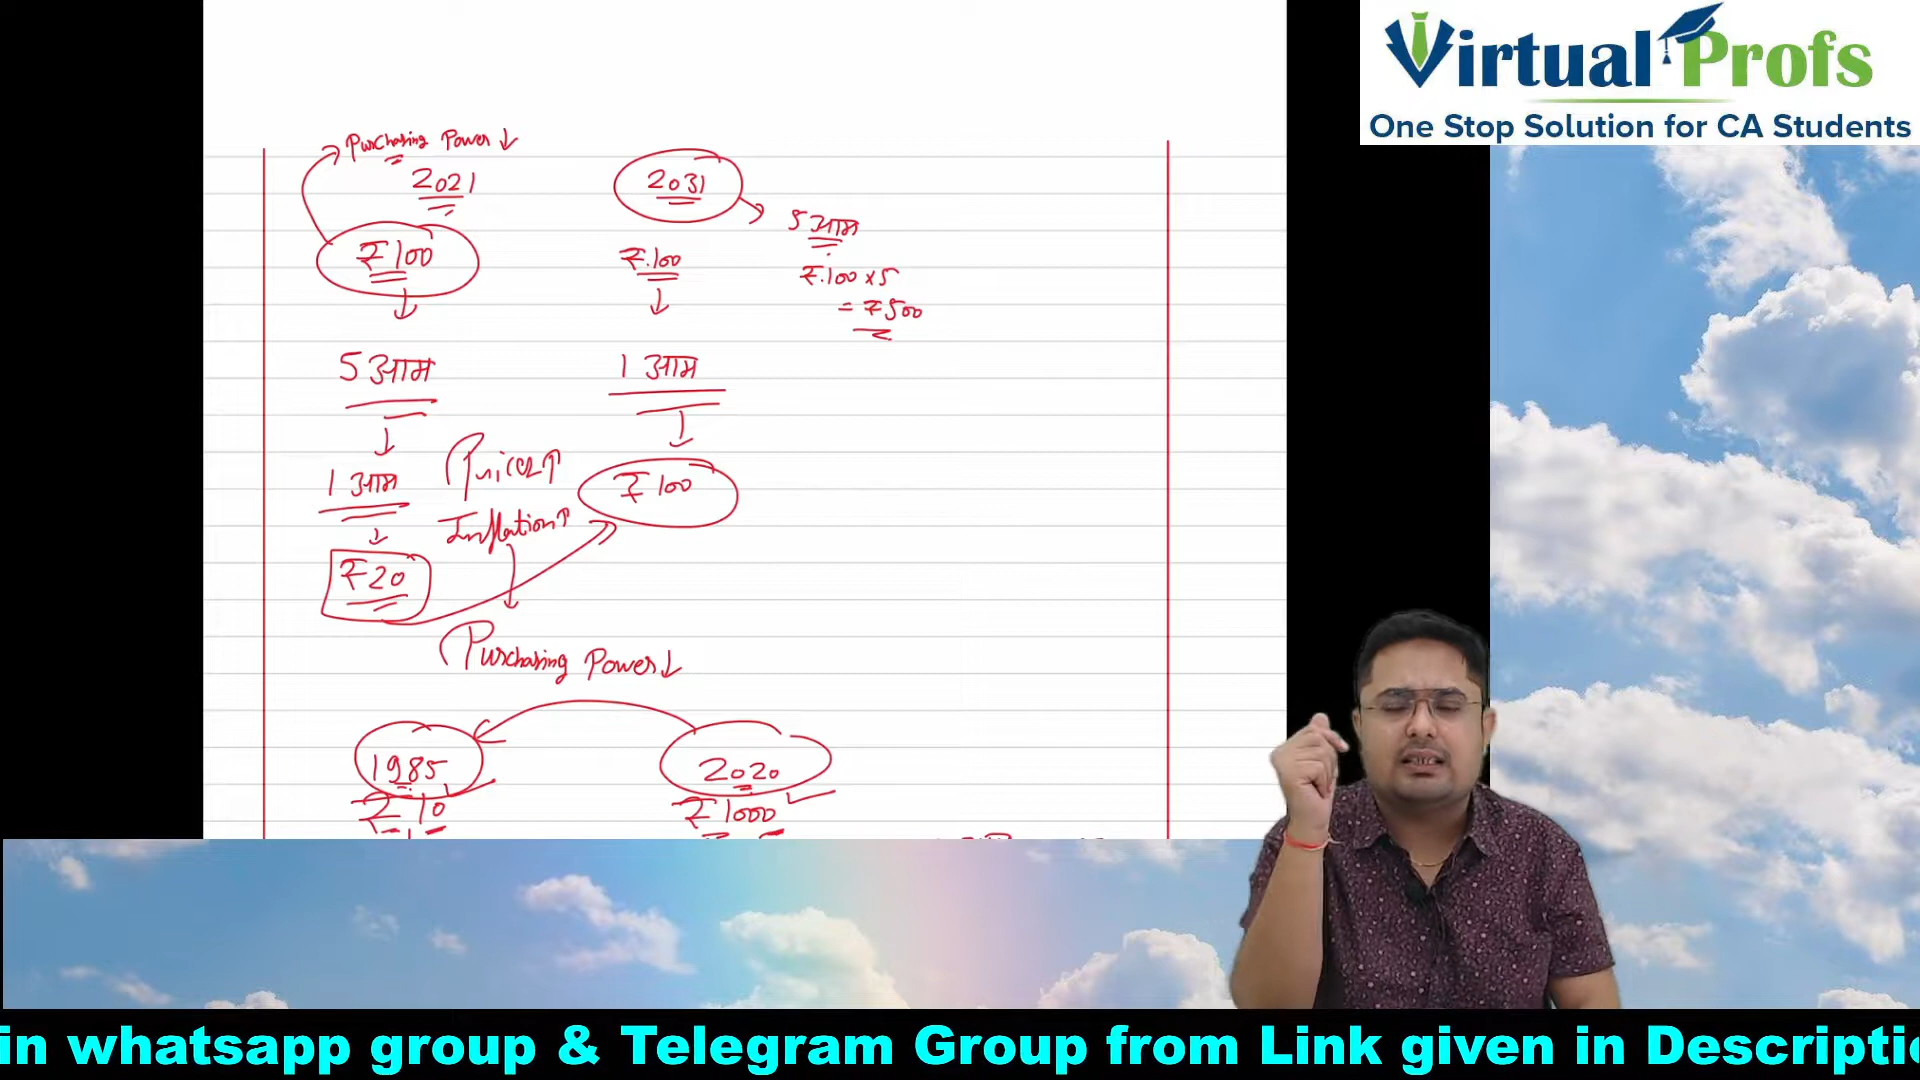 Virtual Profs
One Stop Solution for CA Students
Purchasing Power ↓
2021
2031
5 आम
₹100
₹.100
₹.100 x 5
= ₹500
5 आम
1 आम
Prices↑
1 आम
₹100
Inflation↑
₹20
Purchasing Power↓
1985
2020
₹10
₹1000
in whatsapp group & Telegram Group from Link given in Descripti